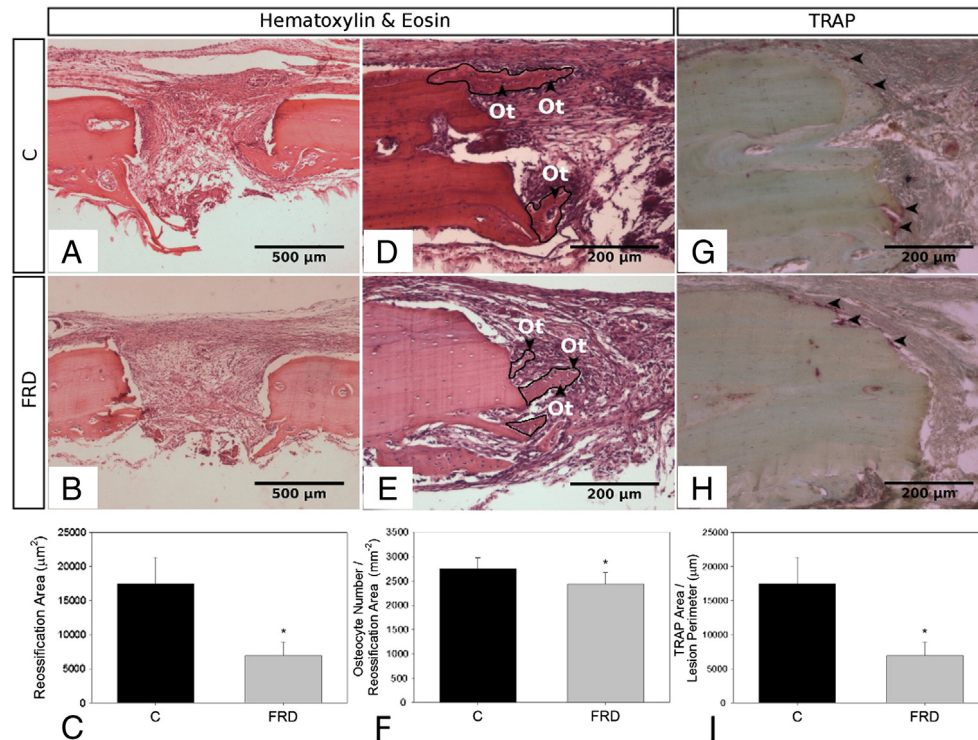 Hematoxylin & Eosin
TRAP
C
A
500 µm
D
Ot
Ot
Ot
200 µm
G
200 µm
FRD
B
500 µm
E
Ot
Ot
Ot
200 µm
H
200 µm
Reossification Area (µm²)
25000
20000
15000
10000
5000
0
*
C
FRD
C
Osteocyte Number /
Reossification Area (mm⁻²)
3500
3000
2500
2000
1500
1000
500
0
*
C
FRD
F
TRAP Area /
Lesion Perimeter (µm)
25000
20000
15000
10000
5000
0
*
C
FRD
I